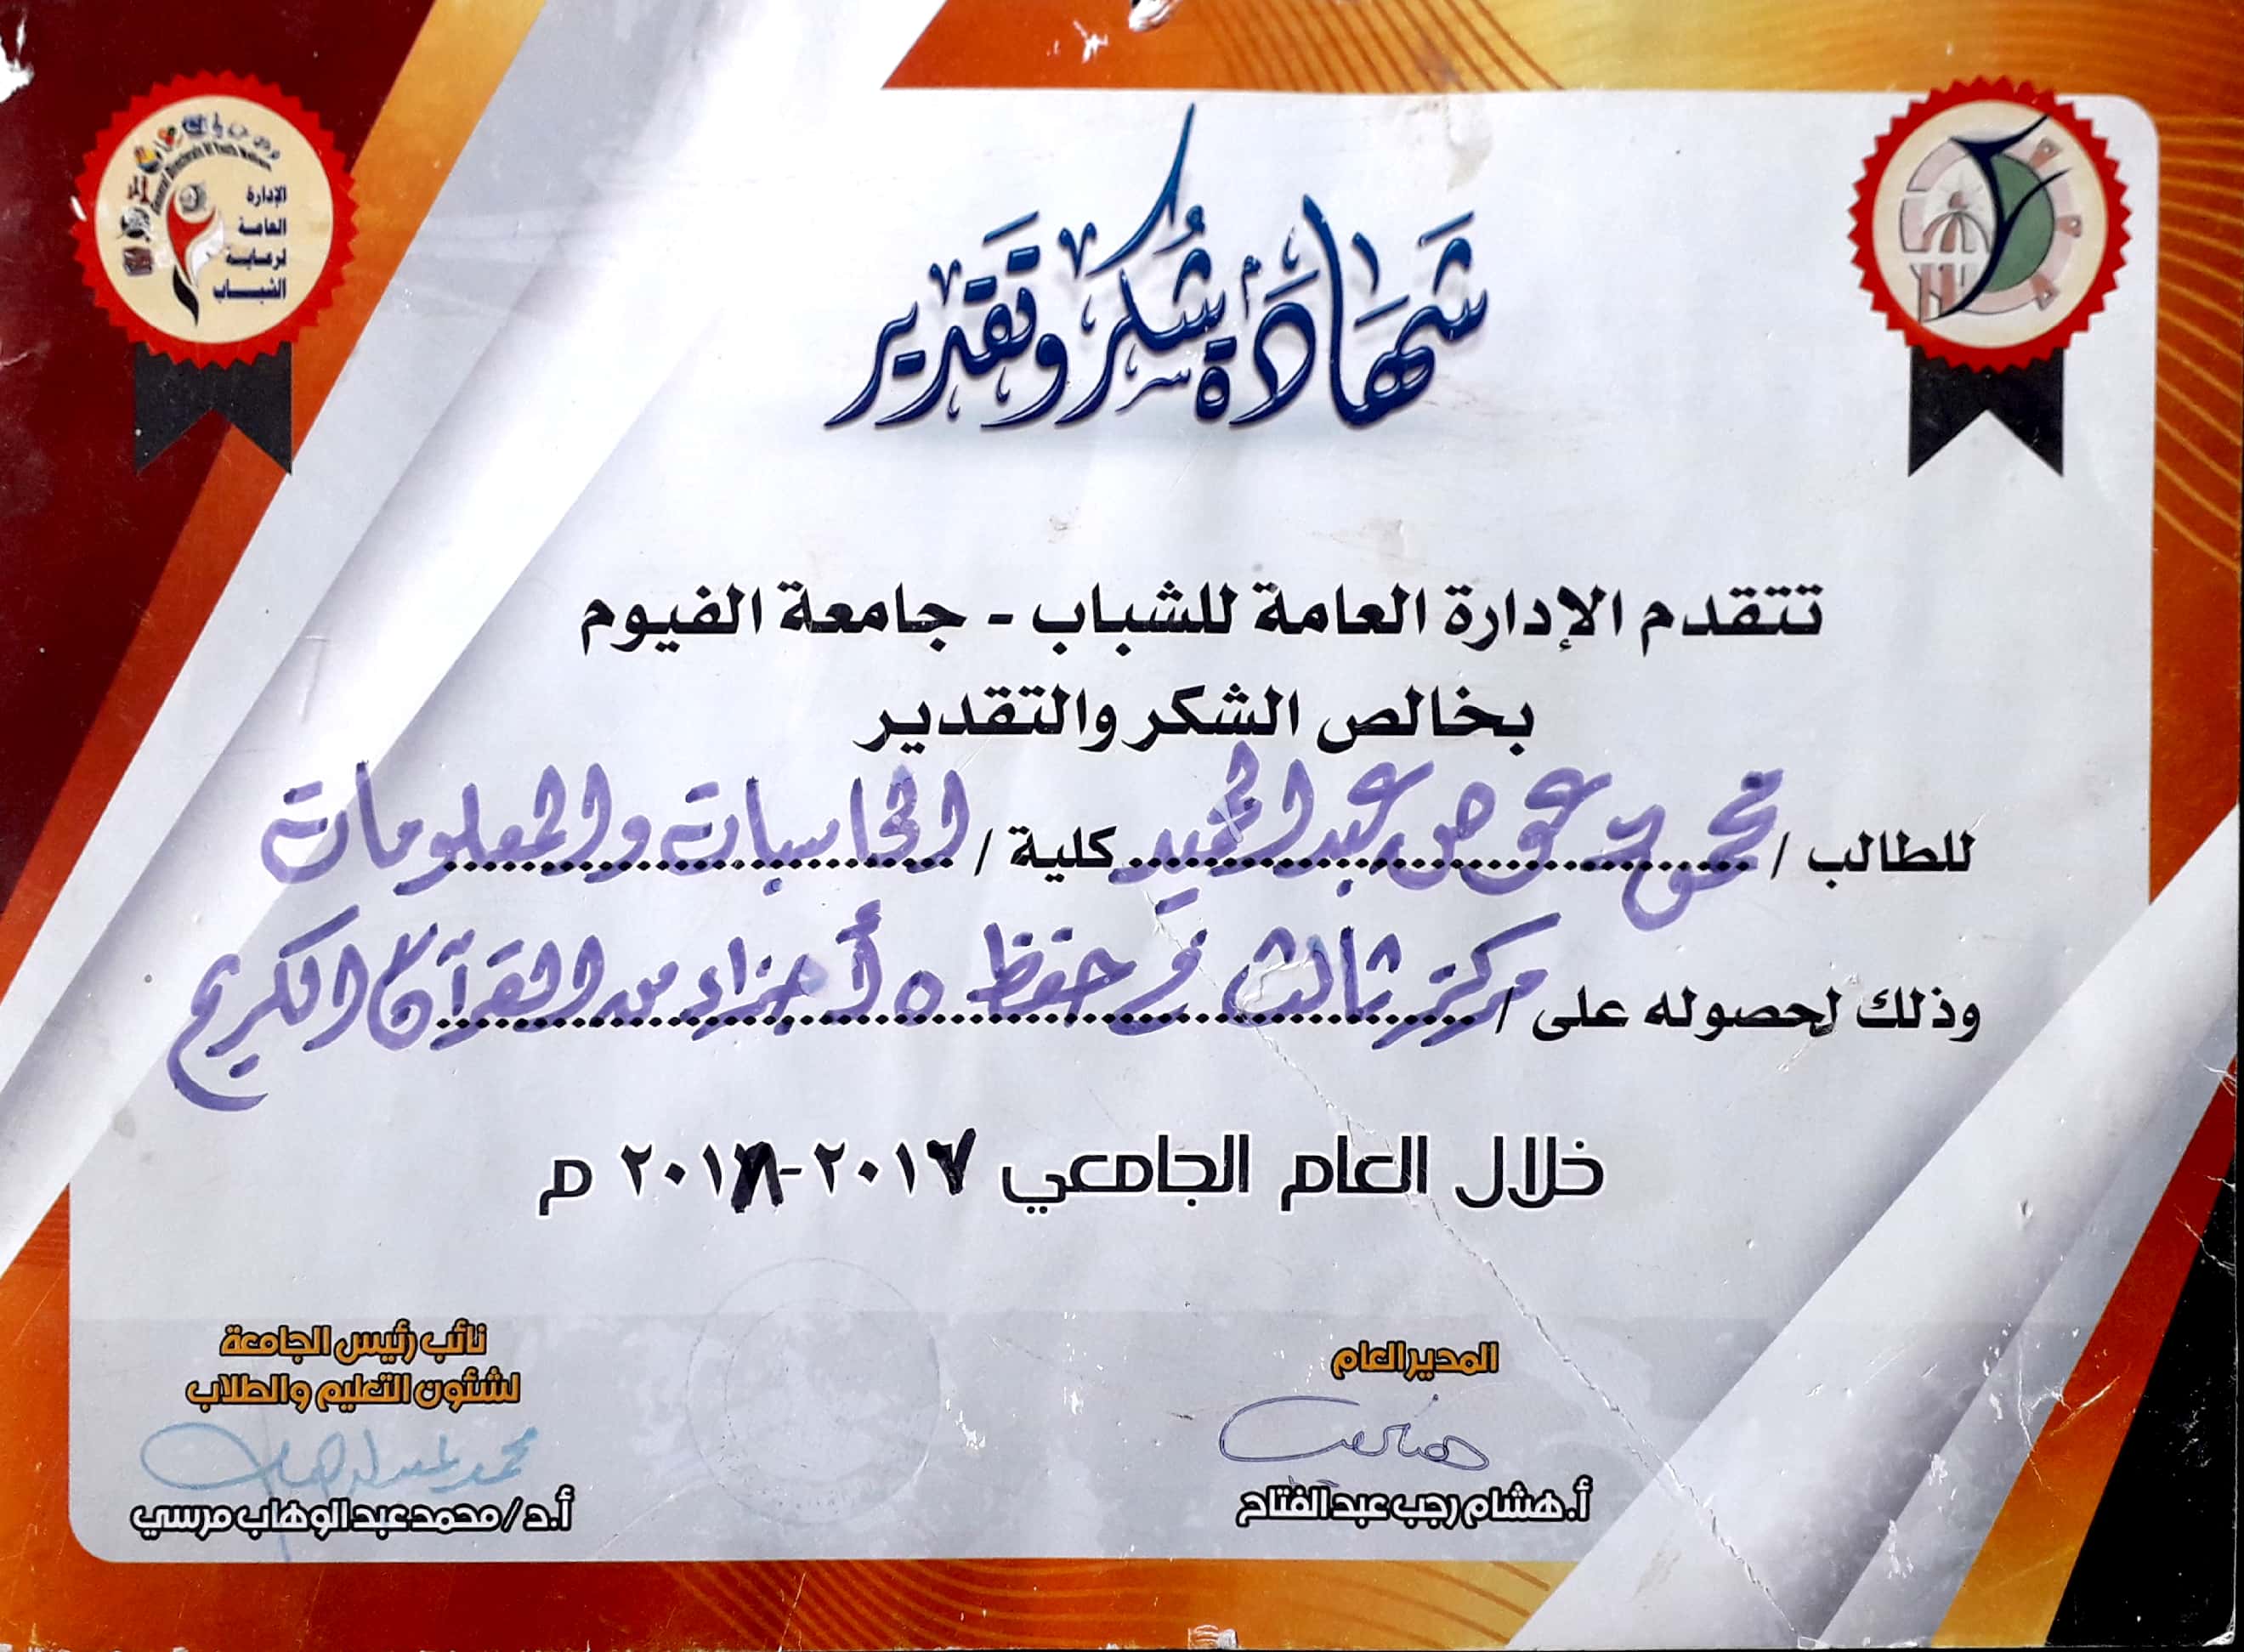 الإدارة
العامة
لرعاية
الشباب
شهادة شكر وتقدير
تتقدم الإدارة العامة للشباب - جامعة الفيوم
بخالص الشكر والتقدير
للطالب / محمود عوض عبد الحميد كلية / الحاسبات والمعلومات
وذلك لحصوله على / مركز ثالث في حفظ ٥ أجزاء من القرآن الكريم
خلال العام الجامعي ٢٠١٧-٢٠١٨ م
المديرالعام
أ.هشام رجب عبد الفتاح
نائب رئيس الجامعة
لشئون التعليم والطلاب
أ.د/ محمد عبد الوهاب مرسي